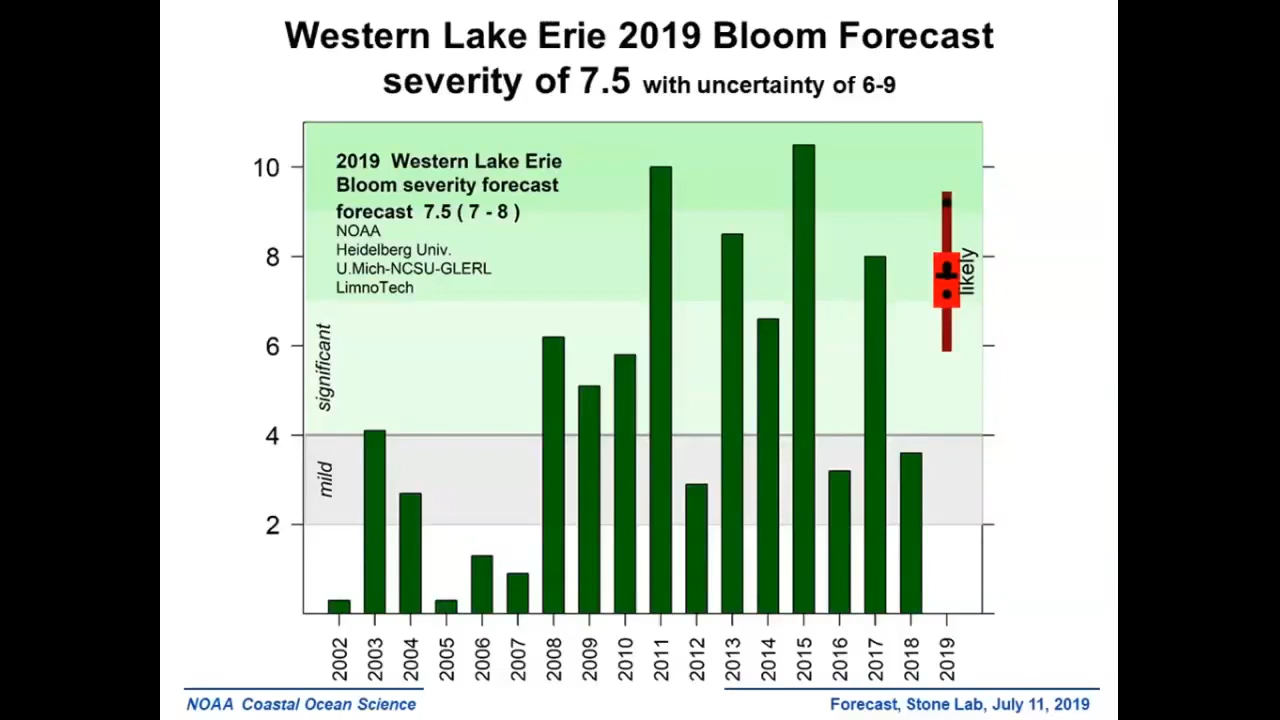 Western Lake Erie 2019 Bloom Forecast
severity of 7.5 with uncertainty of 6-9
2019 Western Lake Erie
Bloom severity forecast
forecast 7.5 ( 7 - 8 )
NOAA
Heidelberg Univ.
U.Mich-NCSU-GLERL
LimnoTech
10
8
6
4
2
significant
mild
likely
2002 2003 2004 2005 2006 2007 2008 2009 2010 2011 2012 2013 2014 2015 2016 2017 2018 2019
NOAA Coastal Ocean Science
Forecast, Stone Lab, July 11, 2019